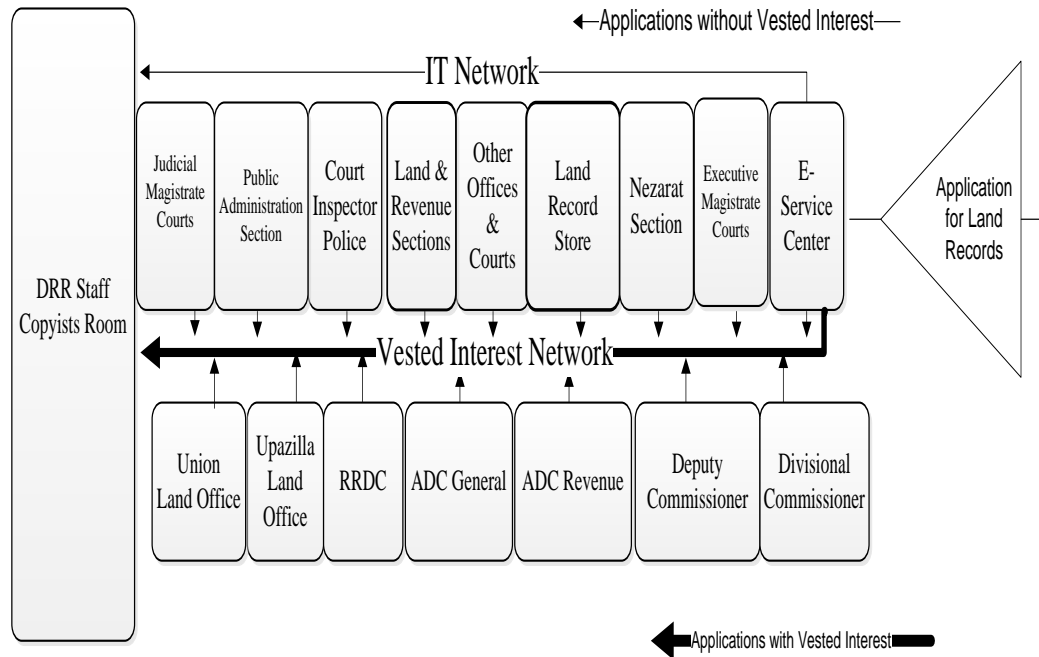 Applications without Vested Interest
IT Network
Judicial
Magistrate
Courts
Public
Administration
Section
Court
Inspector
Police
Land &
Revenue
Sections
Other
Offices
&
Courts
Land
Record
Store
Nezarat
Section
Executive
Magistrate
Courts
E-
Service
Center
Application
for Land
Records
DRR Staff
Copyists Room
Vested Interest Network
Union
Land Office
Upazilla
Land
Office
RRDC
ADC General
ADC Revenue
Deputy
Commissioner
Divisional
Commissioner
Applications with Vested Interest